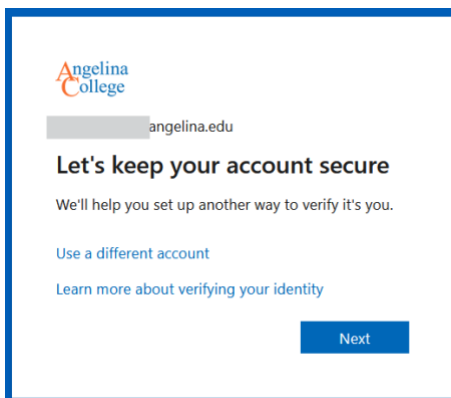 Angelina
College
angelina.edu
Let's keep your account secure
We'll help you set up another way to verify it's you.
Use a different account
Learn more about verifying your identity
Next